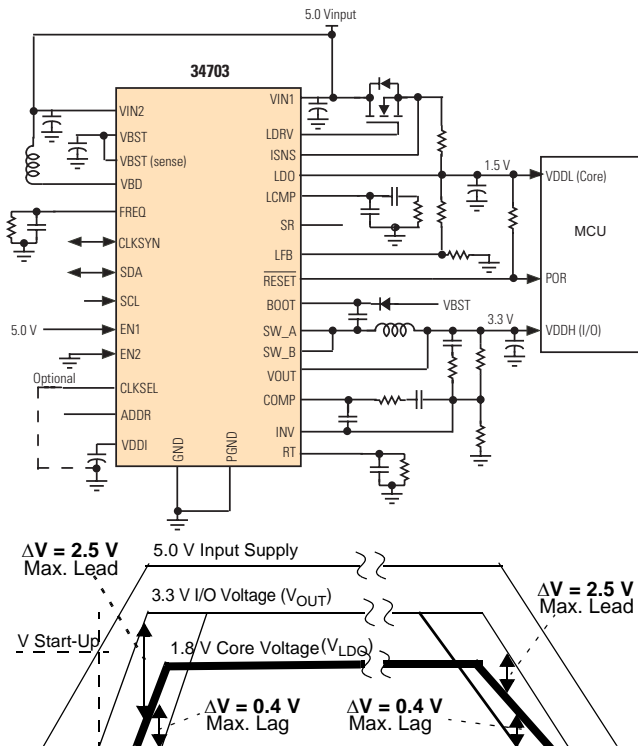 5.0 Vinput
34703
VIN2
VBST
VBST (sense)
VBD
FREQ
CLKSYN
SDA
SCL
5.0 V
EN1
EN2
Optional
CLKSEL
ADDR
VDDI
GND
PGND
VIN1
LDRV
ISNS
LDO
LCMP
SR
LFB
RESET
BOOT
VBST
SW_A
SW_B
VOUT
COMP
INV
RT
1.5 V
VDDL (Core)
MCU
POR
3.3 V
VDDH (I/O)
ΔV = 2.5 V
Max. Lead
5.0 V Input Supply
3.3 V I/O Voltage (VOUT)
V Start-Up
1.8 V Core Voltage (VLDO)
ΔV = 2.5 V
Max. Lead
ΔV = 0.4 V
Max. Lag
ΔV = 0.4 V
Max. Lag